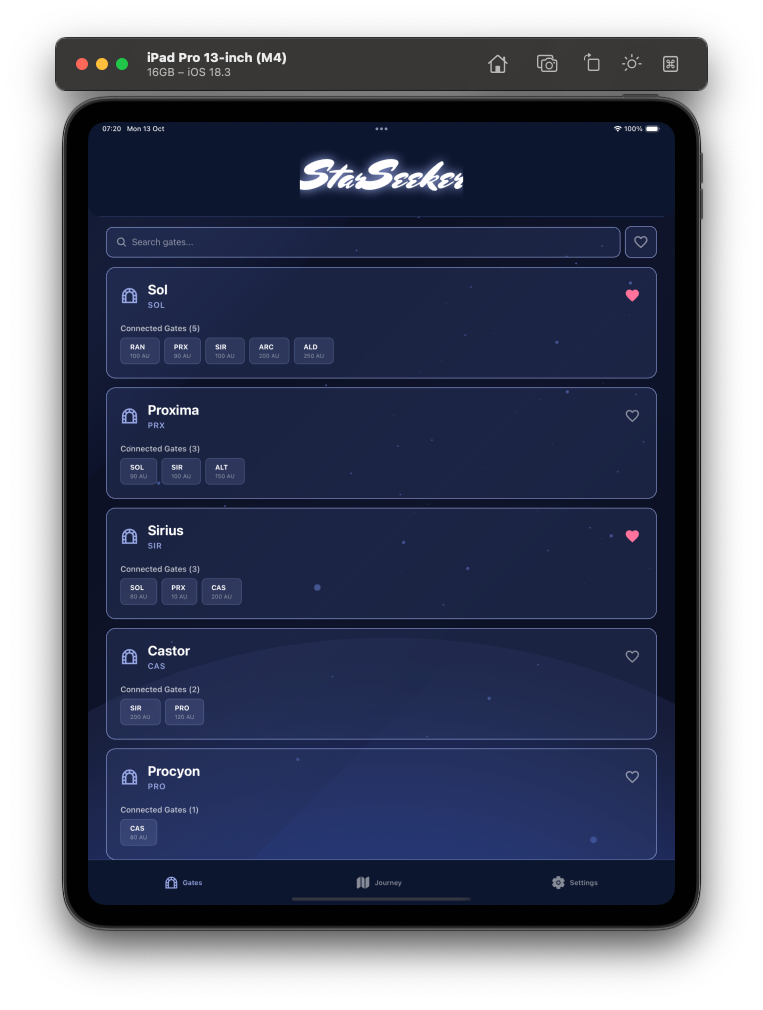 iPad Pro 13-inch (M4)
16GB – iOS 18.3
07:20 Mon 13 Oct
100%
StarSeeker
Search gates...
Sol
SOL
Connected Gates (5)
RAN PRX SIR ARC ALD
100 AU 90 AU 100 AU 200 AU 250 AU
Proxima
PRX
Connected Gates (3)
SOL SIR ALT
90 AU 100 AU 150 AU
Sirius
SIR
Connected Gates (3)
SOL PRX CAS
80 AU 10 AU 200 AU
Castor
CAS
Connected Gates (2)
SIR PRO
200 AU 120 AU
Procyon
PRO
Connected Gates (1)
CAS
80 AU
Gates Journey Settings